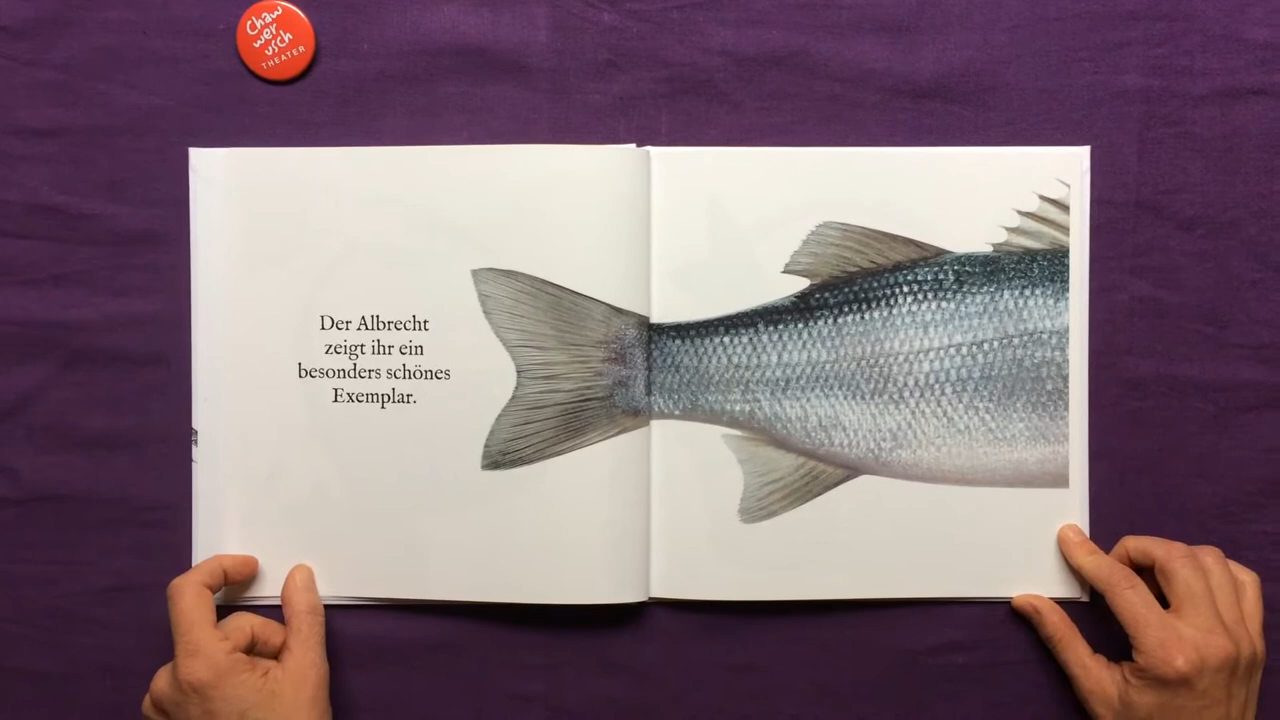 Chaw
wer
usch
THEATER
Der Albrecht
zeigt ihr ein
besonders schönes
Exemplar.